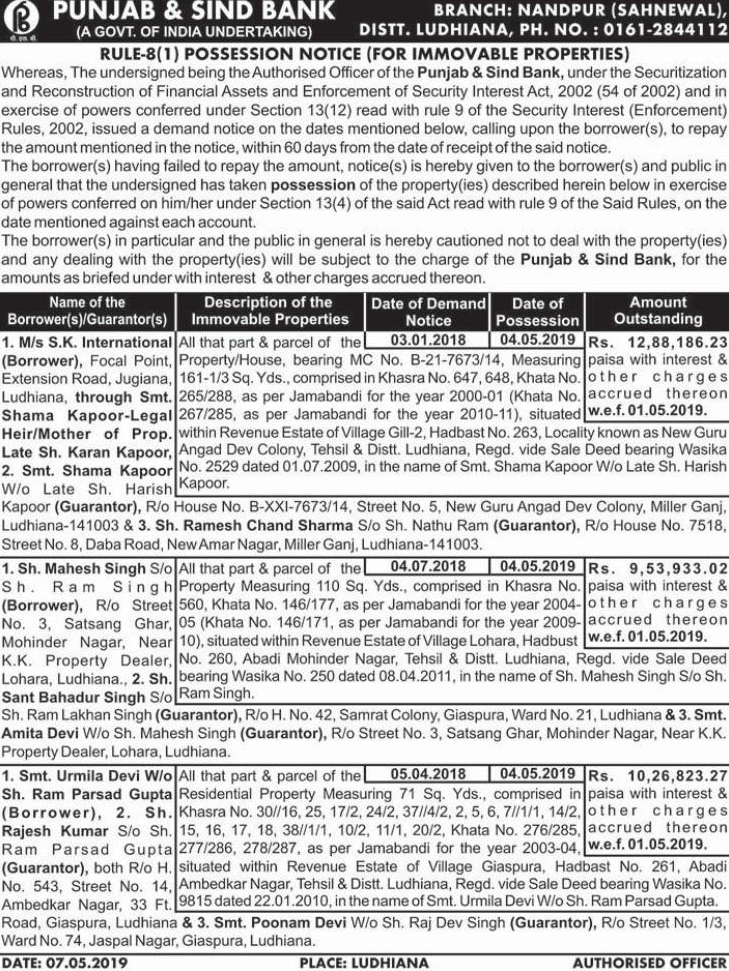 PUNJAB & SIND BANK
(A GOVT. OF INDIA UNDERTAKING)
BRANCH: NANDPUR (SAHNEWAL),
DISTT. LUDHIANA, PH. NO. : 0161-2844112
पी.एस.बी.
RULE-8(1) POSSESSION NOTICE (FOR IMMOVABLE PROPERTIES)
Whereas, The undersigned being the Authorised Officer of the Punjab & Sind Bank, under the Securitization
and Reconstruction of Financial Assets and Enforcement of Security Interest Act, 2002 (54 of 2002) and in
exercise of powers conferred under Section 13(12) read with rule 9 of the Security Interest (Enforcement)
Rules, 2002, issued a demand notice on the dates mentioned below, calling upon the borrower(s), to repay
the amount mentioned in the notice, within 60 days from the date of receipt of the said notice.
The borrower(s) having failed to repay the amount, notice(s) is hereby given to the borrower(s) and public in
general that the undersigned has taken possession of the property(ies) described herein below in exercise
of powers conferred on him/her under Section 13(4) of the said Act read with rule 9 of the Said Rules, on the
date mentioned against each account.
The borrower(s) in particular and the public in general is hereby cautioned not to deal with the property(ies)
and any dealing with the property(ies) will be subject to the charge of the Punjab & Sind Bank, for the
amounts as briefed under with interest & other charges accrued thereon.
Name of the Borrower(s)/Guarantor(s)
Description of the Immovable Properties
Date of Demand Notice
Date of Possession
Amount Outstanding
1. M/s S.K. International
(Borrower), Focal Point,
Extension Road, Jugiana,
Ludhiana, through Smt.
Shama Kapoor-Legal
Heir/Mother of Prop.
Late Sh. Karan Kapoor,
2. Smt. Shama Kapoor
W/o Late Sh. Harish
Kapoor (Guarantor), R/o House No. B-XXI-7673/14, Street No. 5, New Guru Angad Dev Colony, Miller Ganj,
Ludhiana-141003 & 3. Sh. Ramesh Chand Sharma S/o Sh. Nathu Ram (Guarantor), R/o House No. 7518,
Street No. 8, Daba Road, New Amar Nagar, Miller Ganj, Ludhiana-141003.
All that part & parcel of the
Property/House, bearing MC No. B-21-7673/14, Measuring
161-1/3 Sq. Yds., comprised in Khasra No. 647, 648, Khata No.
265/288, as per Jamabandi for the year 2000-01 (Khata No.
267/285, as per Jamabandi for the year 2010-11), situated
within Revenue Estate of Village Gill-2, Hadbast No. 263, Locality known as New Guru
Angad Dev Colony, Tehsil & Distt. Ludhiana, Regd. vide Sale Deed bearing Wasika
No. 2529 dated 01.07.2009, in the name of Smt. Shama Kapoor W/o Late Sh. Harish
Kapoor.
03.01.2018
04.05.2019
Rs. 12,88,186.23
paisa with interest &
other charges
accrued thereon
w.e.f. 01.05.2019.
1. Sh. Mahesh Singh S/o
Sh. Ram Singh
(Borrower), R/o Street
No. 3, Satsang Ghar,
Mohinder Nagar, Near
K.K. Property Dealer,
Lohara, Ludhiana., 2. Sh.
Sant Bahadur Singh S/o
Sh. Ram Lakhan Singh (Guarantor), R/o H. No. 42, Samrat Colony, Giaspura, Ward No. 21, Ludhiana & 3. Smt.
Amita Devi W/o Sh. Mahesh Singh (Guarantor), R/o Street No. 3, Satsang Ghar, Mohinder Nagar, Near K.K.
Property Dealer, Lohara, Ludhiana.
All that part & parcel of the
Property Measuring 110 Sq. Yds., comprised in Khasra No.
560, Khata No. 146/177, as per Jamabandi for the year 2004-
05 (Khata No. 146/171, as per Jamabandi for the year 2009-
10), situated within Revenue Estate of Village Lohara, Hadbust
No. 260, Abadi Mohinder Nagar, Tehsil & Distt. Ludhiana, Regd. vide Sale Deed
bearing Wasika No. 250 dated 08.04.2011, in the name of Sh. Mahesh Singh S/o Sh.
Ram Singh.
04.07.2018
04.05.2019
Rs. 9,53,933.02
paisa with interest &
other charges
accrued thereon
w.e.f. 01.05.2019.
1. Smt. Urmila Devi W/o
Sh. Ram Parsad Gupta
(Borrower), 2. Sh.
Rajesh Kumar S/o Sh.
Ram Parsad Gupta
(Guarantor), both R/o H.
No. 543, Street No. 14,
Ambedkar Nagar, 33 Ft.
Road, Giaspura, Ludhiana & 3. Smt. Poonam Devi W/o Sh. Raj Dev Singh (Guarantor), R/o Street No. 1/3,
Ward No. 74, Jaspal Nagar, Giaspura, Ludhiana.
All that part & parcel of the
Residential Property Measuring 71 Sq. Yds., comprised in
Khasra No. 30//16, 25, 17/2, 24/2, 37//4/2, 2, 5, 6, 7//1/1, 14/2,
15, 16, 17, 18, 38//1/1, 10/2, 11/1, 20/2, Khata No. 276/285,
277/286, 278/287, as per Jamabandi for the year 2003-04,
situated within Revenue Estate of Village Giaspura, Hadbast No. 261, Abadi
Ambedkar Nagar, Tehsil & Distt. Ludhiana, Regd. vide Sale Deed bearing Wasika No.
9815 dated 22.01.2010, in the name of Smt. Urmila Devi W/o Sh. Ram Parsad Gupta.
05.04.2018
04.05.2019
Rs. 10,26,823.27
paisa with interest &
other charges
accrued thereon
w.e.f. 01.05.2019.
DATE: 07.05.2019
PLACE: LUDHIANA
AUTHORISED OFFICER